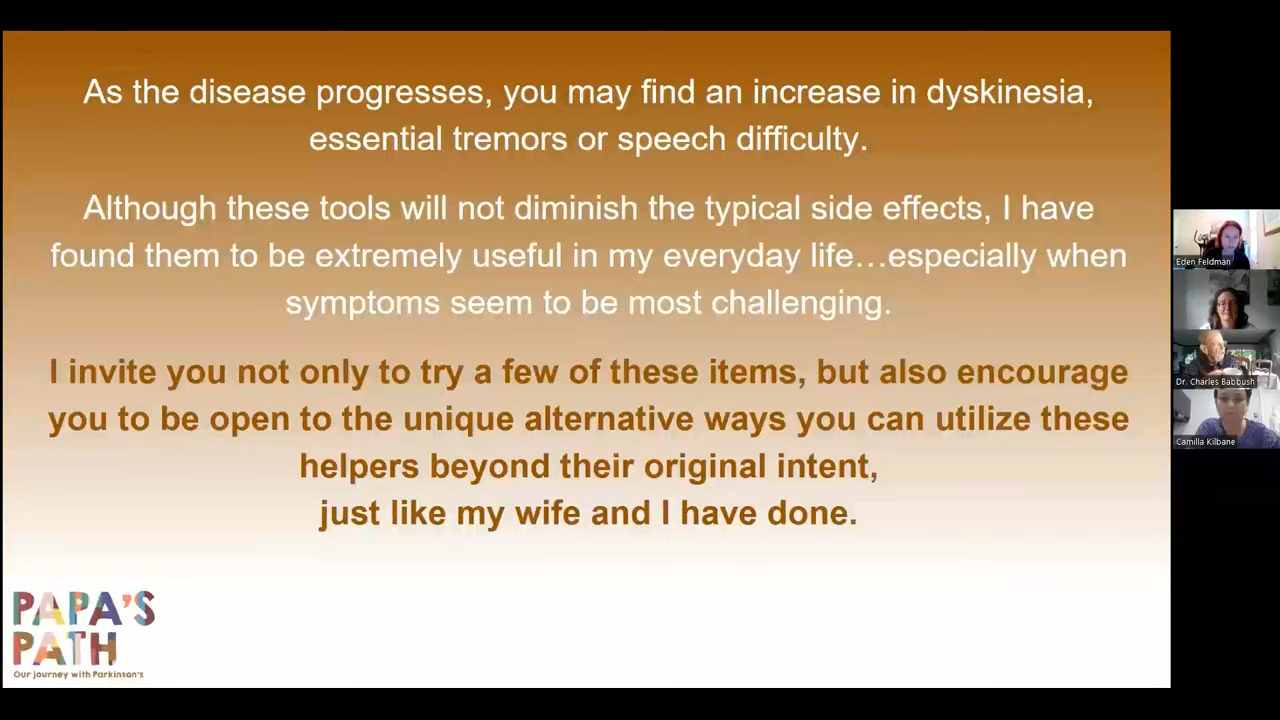 As the disease progresses, you may find an increase in dyskinesia,
essential tremors or speech difficulty.
Although these tools will not diminish the typical side effects, I have
found them to be extremely useful in my everyday life…especially when
symptoms seem to be most challenging.
I invite you not only to try a few of these items, but also encourage
you to be open to the unique alternative ways you can utilize these
helpers beyond their original intent,
just like my wife and I have done.
PAPA'S
PATH
Our journey with Parkinson's
Eden Feldman
Dr. Charles Babbush
Camilla Kilbane